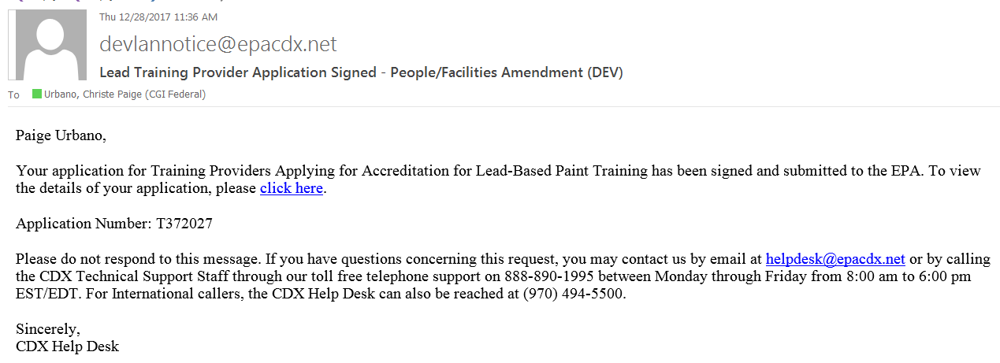 Thu 12/28/2017 11:36 AM
devlannotice@epacdx.net
Lead Training Provider Application Signed - People/Facilities Amendment (DEV)
To Urbano, Christe Paige (CGI Federal)
Paige Urbano,
Your application for Training Providers Applying for Accreditation for Lead-Based Paint Training has been signed and submitted to the EPA. To view
the details of your application, please click here.
Application Number: T372027
Please do not respond to this message. If you have questions concerning this request, you may contact us by email at helpdesk@epacdx.net or by calling
the CDX Technical Support Staff through our toll free telephone support on 888-890-1995 between Monday through Friday from 8:00 am to 6:00 pm
EST/EDT. For International callers, the CDX Help Desk can also be reached at (970) 494-5500.
Sincerely,
CDX Help Desk